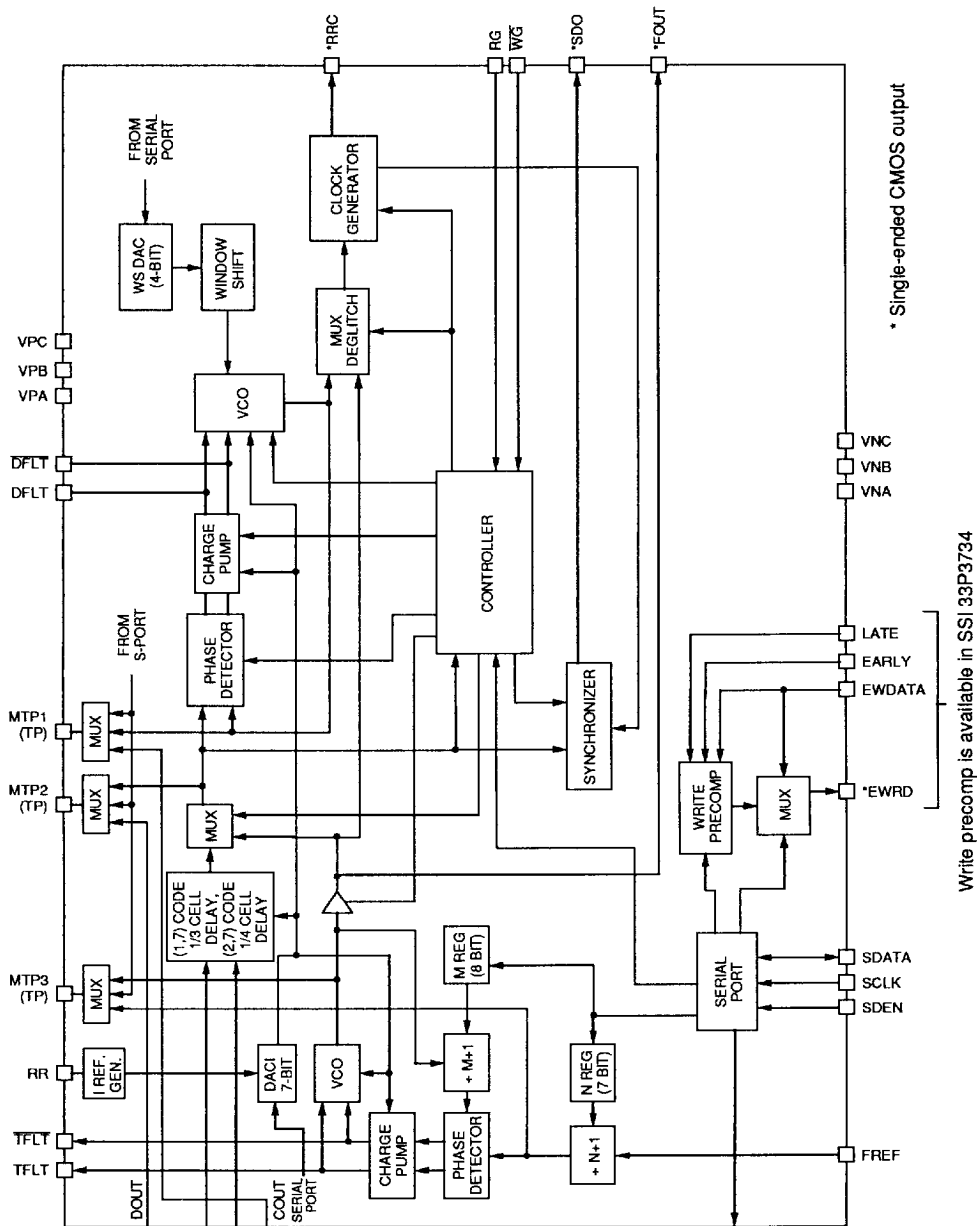 *RRC
RG
WG
*SDO
*FOUT
FROM
SERIAL
PORT
WS DAC
(4-BIT)
WINDOW
SHIFT
CLOCK
GENERATOR
MUX
DEGLITCH
VPC
VPB
VPA
VCO
DFLT
DFLT
CHARGE
PUMP
CONTROLLER
* Single-ended CMOS output
VNC
VNB
VNA
FROM
S-PORT
PHASE
DETECTOR
MTP1
(TP)
MUX
SYNCHRONIZER
LATE
EARLY
EWDATA
*EWRD
WRITE
PRECOMP
MUX
Write precomp is available in SSI 33P3734
MTP2
(TP)
MUX
MUX
(1,7) CODE
1/3 CELL
DELAY,
(2,7) CODE
1/4 CELL
DELAY
MTP3
(TP)
MUX
M REG
(8 BIT)
SERIAL
PORT
SDATA
SCLK
SDEN
RR
I REF.
GEN.
DACI
7-BIT
VCO
÷ M+1
N REG
(7 BIT)
TFLT
TFLT
CHARGE
PUMP
PHASE
DETECTOR
÷ N+1
FREF
DOUT
COUT
SERIAL
PORT